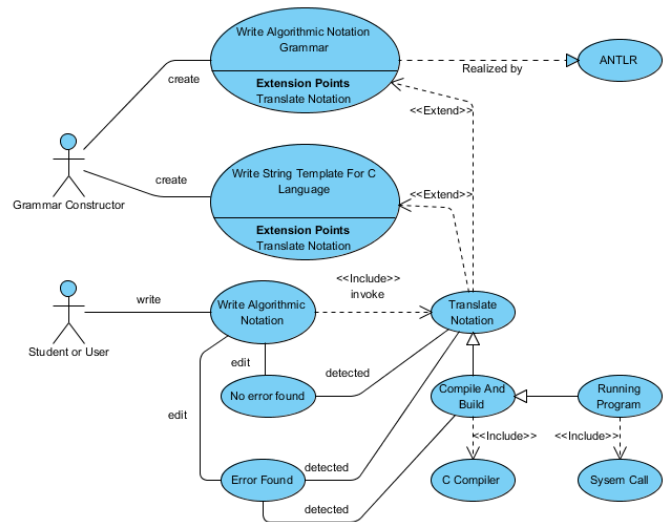 Write Algorithmic Notation
Grammar
Extension Points
Translate Notation
Realized by
ANTLR
create
<<Extend>>
Grammar Constructor
create
Write String Template For C
Language
Extension Points
Translate Notation
<<Extend>>
Student or User
write
Write Algorithmic
Notation
<<Include>>
invoke
Translate
Notation
edit
No error found
detected
Compile And
Build
Running
Program
edit
<<Include>>
<<Include>>
Error Found
detected
detected
C Compiler
Sysem Call